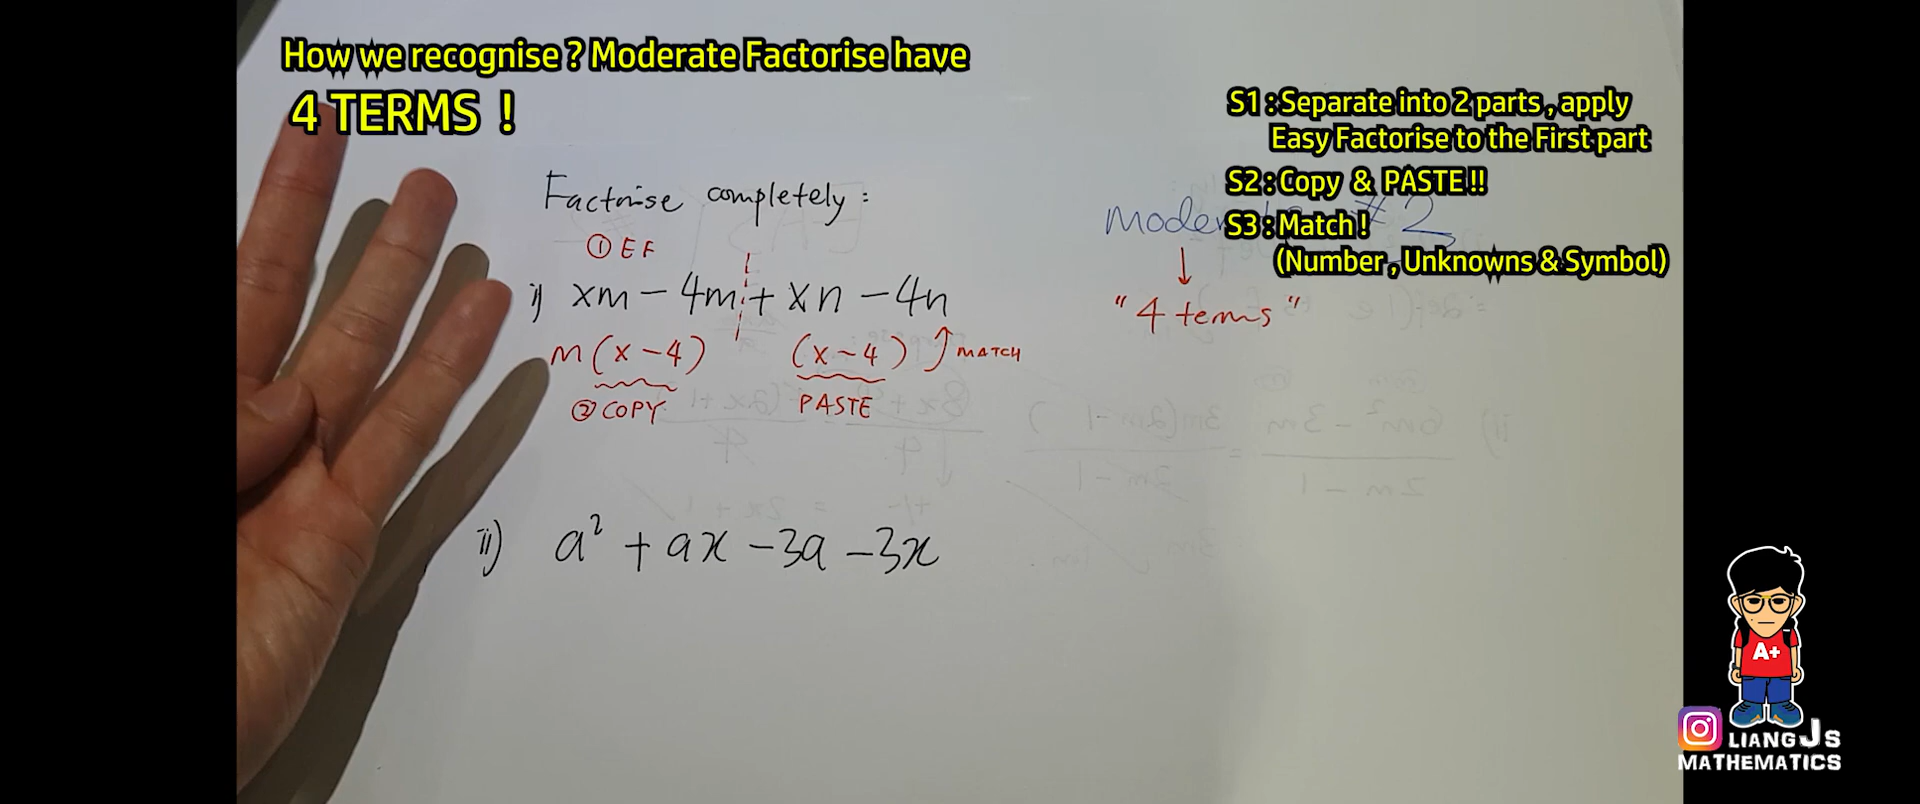 How we recognise ? Moderate Factorise have
4 TERMS !
S1 : Separate into 2 parts , apply
Easy Factorise to the First part
S2 : Copy & PASTE !!
S3 : Match !
(Number , Unknowns & Symbol)
Factorise completely :
① EF
i) xm - 4m + xn - 4n
m(x-4) (x-4) MATCH
② COPY PASTE
#2
"4 terms"
ii) a² + ax - 3a - 3x
A+
LIANGJS
MATHEMATICS